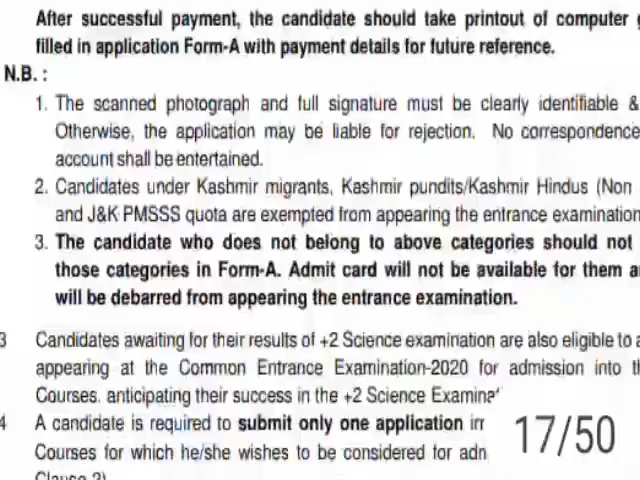 After successful payment, the candidate should take printout of computer
filled in application Form-A with payment details for future reference.
N.B. :
1. The scanned photograph and full signature must be clearly identifiable &
Otherwise, the application may be liable for rejection. No correspondence
account shall be entertained.
2. Candidates under Kashmir migrants, Kashmir pundits/Kashmir Hindus (Non
and J&K PMSSS quota are exempted from appearing the entrance examination
3. The candidate who does not belong to above categories should not
those categories in Form-A. Admit card will not be available for them
will be debarred from appearing the entrance examination.
3 Candidates awaiting for their results of +2 Science examination are also eligible to
appearing at the Common Entrance Examination-2020 for admission into
Courses, anticipating their success in the +2 Science
4 A candidate is required to submit only one application
Courses for which he/she wishes to be considered for
17/50